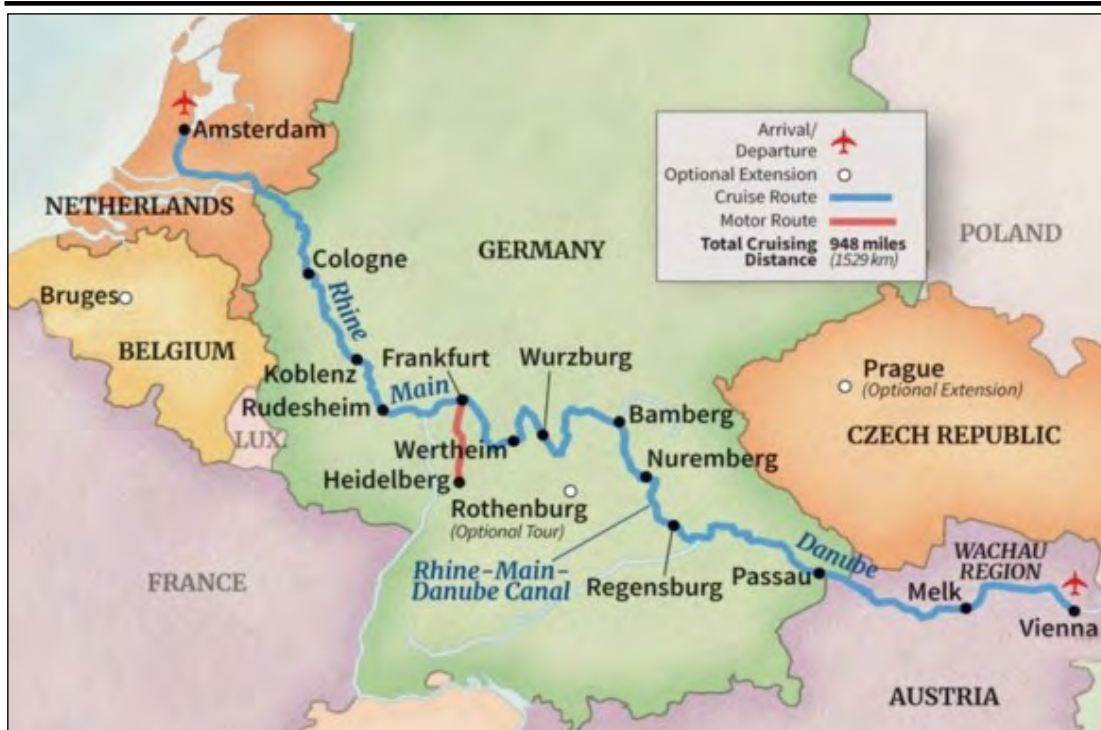 Amsterdam
NETHERLANDS
Arrival/
Departure
Optional Extension
Cruise Route
Motor Route
Total Cruising 948 miles
Distance (1529 km)
GERMANY
POLAND
Cologne
Bruges
Rhine
BELGIUM
Frankfurt
Wurzburg
Koblenz
Main
Prague
(Optional Extension)
Rudesheim
LUX.
Bamberg
CZECH REPUBLIC
Wertheim
Nuremberg
Heidelberg
Rothenburg
(Optional Tour)
Danube
WACHAU
REGION
FRANCE
Rhine-Main-
Danube Canal
Regensburg
Passau
Melk
Vienna
AUSTRIA